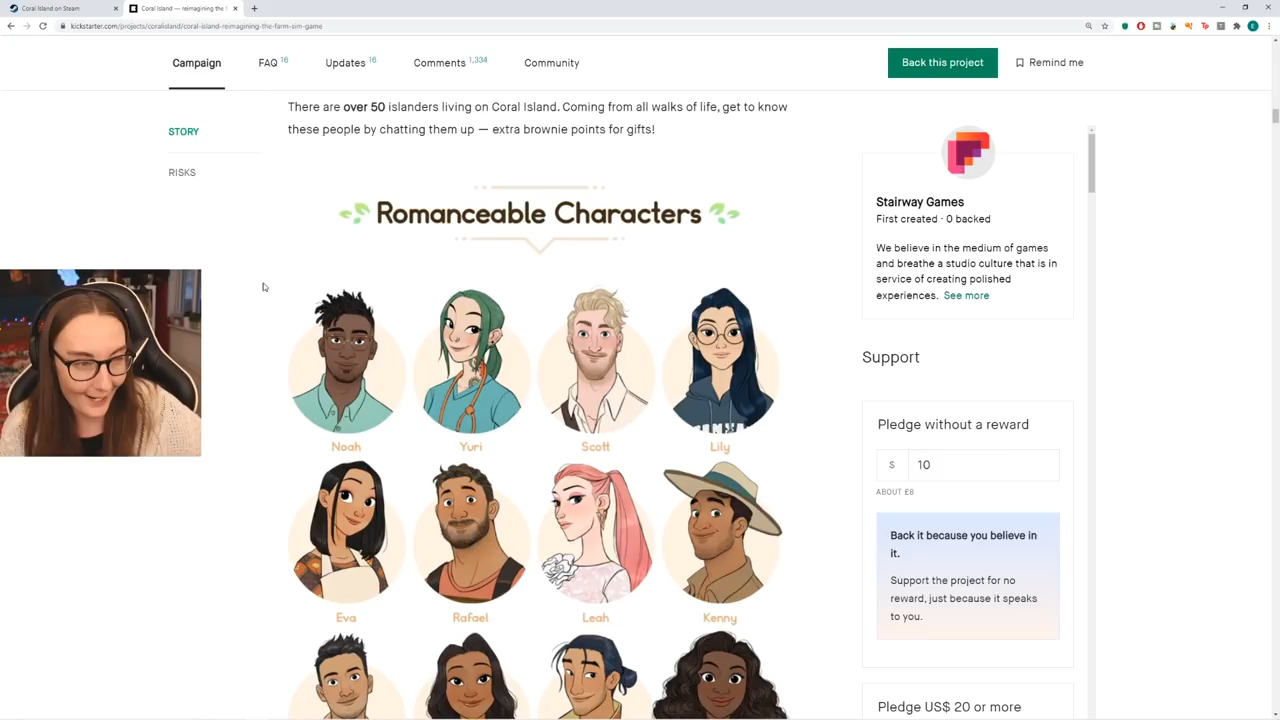 Coral Island on Steam
Coral Island — reimagining the f
kickstarter.com/projects/coralisland/coral-island-reimagining-the-farm-sim-game
Campaign
FAQ 16
Updates 16
Comments 1,334
Community
Back this project
Remind me
STORY
RISKS
There are over 50 islanders living on Coral Island. Coming from all walks of life, get to know
these people by chatting them up — extra brownie points for gifts!
Romanceable Characters
Noah
Yuri
Scott
Lily
Eva
Rafael
Leah
Kenny
Stairway Games
First created · 0 backed
We believe in the medium of games
and breathe a studio culture that is in
service of creating polished
experiences. See more
Support
Pledge without a reward
$ 10
ABOUT £8
Back it because you believe in
it.
Support the project for no
reward, just because it speaks
to you.
Pledge US$ 20 or more